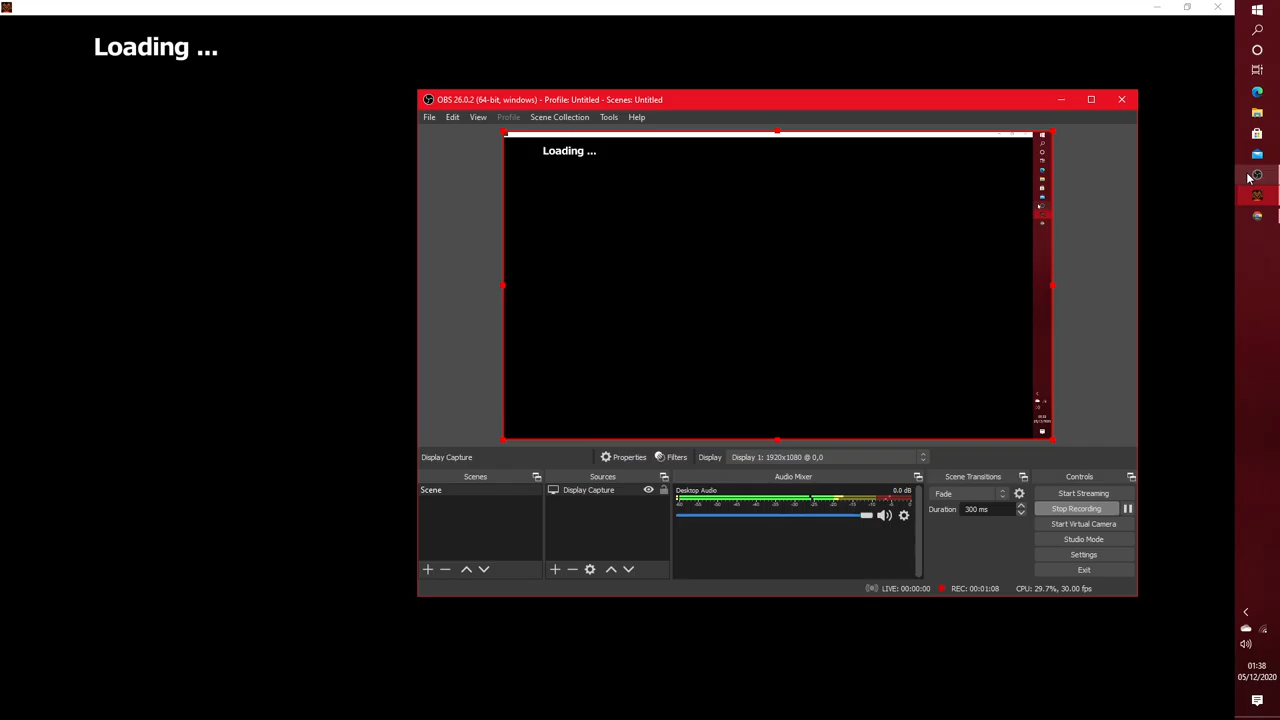 Loading ...
OBS 26.0.2 (64-bit, windows) - Profile: Untitled - Scenes: Untitled
File Edit View Profile Scene Collection Tools Help
Loading ...
Display Capture Properties Filters Display Display 1: 1920x1080 @ 0,0
Scenes Sources Audio Mixer Scene Transitions Controls
Scene
Display Capture
Desktop Audio 0.0 dB
Fade
Duration 300 ms
Start Streaming
Stop Recording
Start Virtual Camera
Studio Mode
Settings
Exit
LIVE: 00:00:00 REC: 00:01:08 CPU: 29.7%, 30.00 fps
01:38
05/12/2020